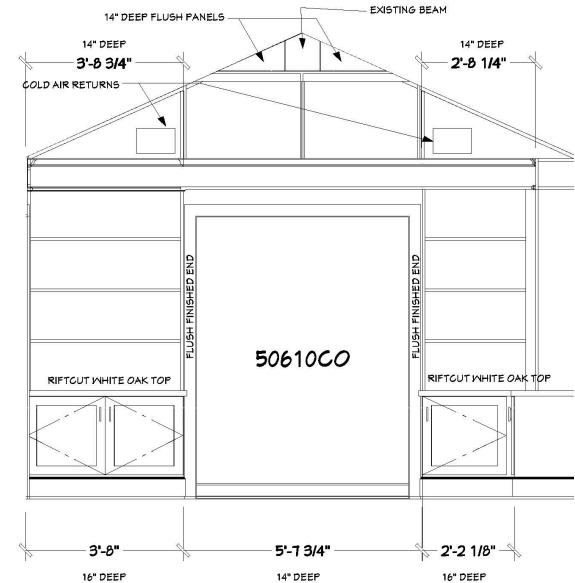 EXISTING BEAM
14" DEEP FLUSH PANELS
14" DEEP
3'-8 3/4"
14" DEEP
2'-8 1/4"
COLD AIR RETURNS
FLUSH FINISHED END
FLUSH FINISHED END
50610CO
RIFTCUT WHITE OAK TOP
RIFTCUT WHITE OAK TOP
3'-8"
5'-7 3/4"
2'-2 1/8"
16" DEEP
14" DEEP
16" DEEP